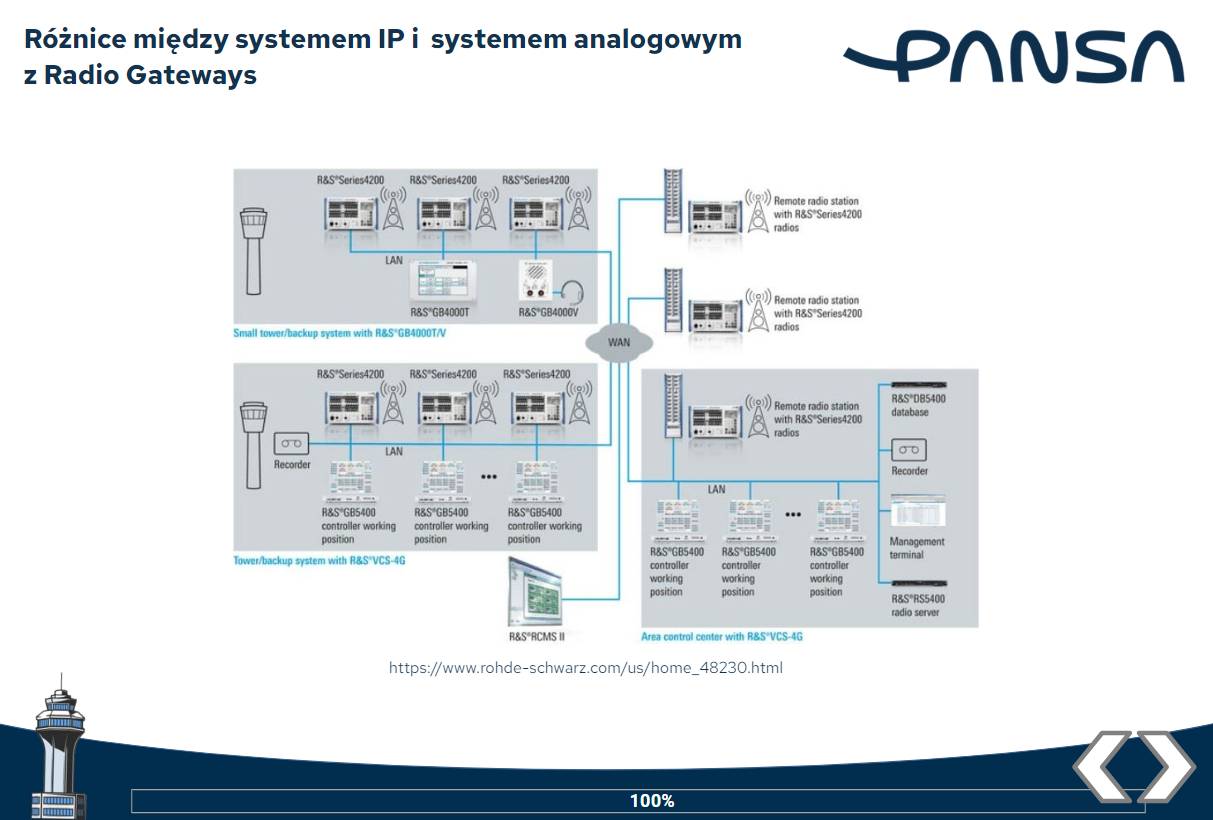 Różnice między systemem IP i systemem analogowym
z Radio Gateways
PANSA
R&S®Series4200
R&S®Series4200
R&S®Series4200
LAN
R&S®GB4000T
R&S®GB4000V
Small tower/backup system with R&S®GB4000T/V
Remote radio station
with R&S®Series4200
radios
Remote radio station
with R&S®Series4200
radios
WAN
R&S®Series4200
R&S®Series4200
R&S®Series4200
Recorder
LAN
R&S®GB5400
controller working
position
R&S®GB5400
controller working
position
R&S®GB5400
controller working
position
Tower/backup system with R&S®VCS-4G
R&S®RCMS II
Remote radio station
with R&S®Series4200
radios
R&S®DB5400
database
Recorder
LAN
Management
terminal
R&S®GB5400
controller
working
position
R&S®GB5400
controller
working
position
R&S®GB5400
controller
working
position
R&S®RS5400
radio server
Area control center with R&S®VCS-4G
https://www.rohde-schwarz.com/us/home_48230.html
100%